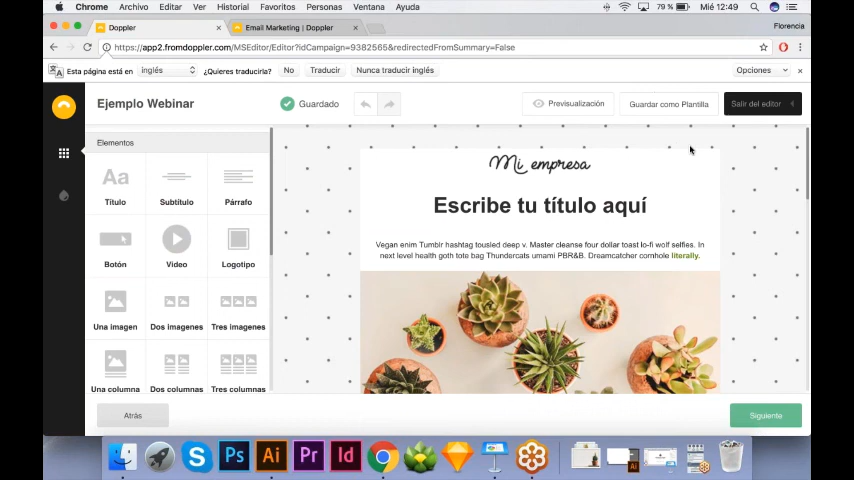 Chrome Archivo Editar Ver Historial Favoritos Personas Ventana Ayuda 79 % Mié 12:49
Doppler Email Marketing | Doppler Florencia
https://app2.fromdoppler.com/MSEditor/Editor?idCampaign=9382565&redirectedFromSummary=False
Esta página está en inglés ¿Quieres traducirla? No Traducir Nunca traducir inglés Opciones
Ejemplo Webinar Guardado Previsualización Guardar como Plantilla Salir del editor
Elementos
Mi empresa
Aa
Título Subtítulo Párrafo
Escribe tu título aquí
Vegan enim Tumblr hashtag tousled deep v. Master cleanse four dollar toast lo-fi wolf selfies. In
next level health goth tote bag Thundercats umami PBR&B. Dreamcatcher cornhole literally.
Botón Video Logotipo
Una imagen Dos imagenes Tres imagenes
Una columna Dos columnas Tres columnas
Atrás Siguiente
Ps Ai Pr Id